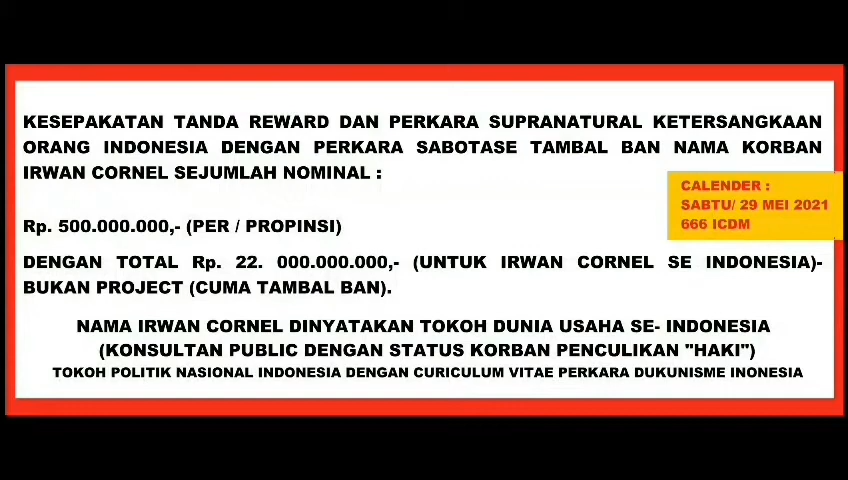 KESEPAKATAN TANDA REWARD DAN PERKARA SUPRANATURAL KETERSANGKAAN
ORANG INDONESIA DENGAN PERKARA SABOTASE TAMBAL BAN NAMA KORBAN
IRWAN CORNEL SEJUMLAH NOMINAL :
CALENDER :
SABTU/ 29 MEI 2021
666 ICDM
Rp. 500.000.000,- (PER / PROPINSI)
DENGAN TOTAL Rp. 22. 000.000.000,- (UNTUK IRWAN CORNEL SE INDONESIA)-
BUKAN PROJECT (CUMA TAMBAL BAN).
NAMA IRWAN CORNEL DINYATAKAN TOKOH DUNIA USAHA SE- INDONESIA
(KONSULTAN PUBLIC DENGAN STATUS KORBAN PENCULIKAN "HAKI")
TOKOH POLITIK NASIONAL INDONESIA DENGAN CURICULUM VITAE PERKARA DUKUNISME INONESIA